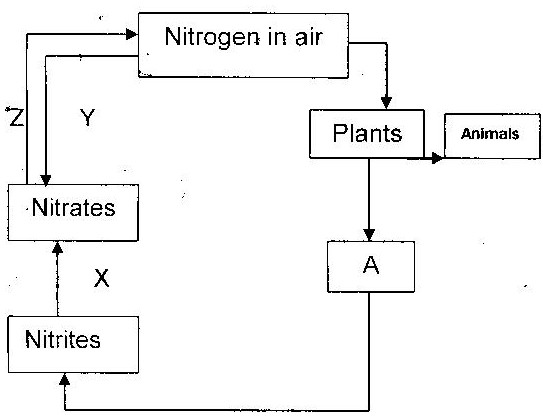 Nitrogen in air
Z
Y
Plants
Animals
Nitrates
A
X
Nitrites